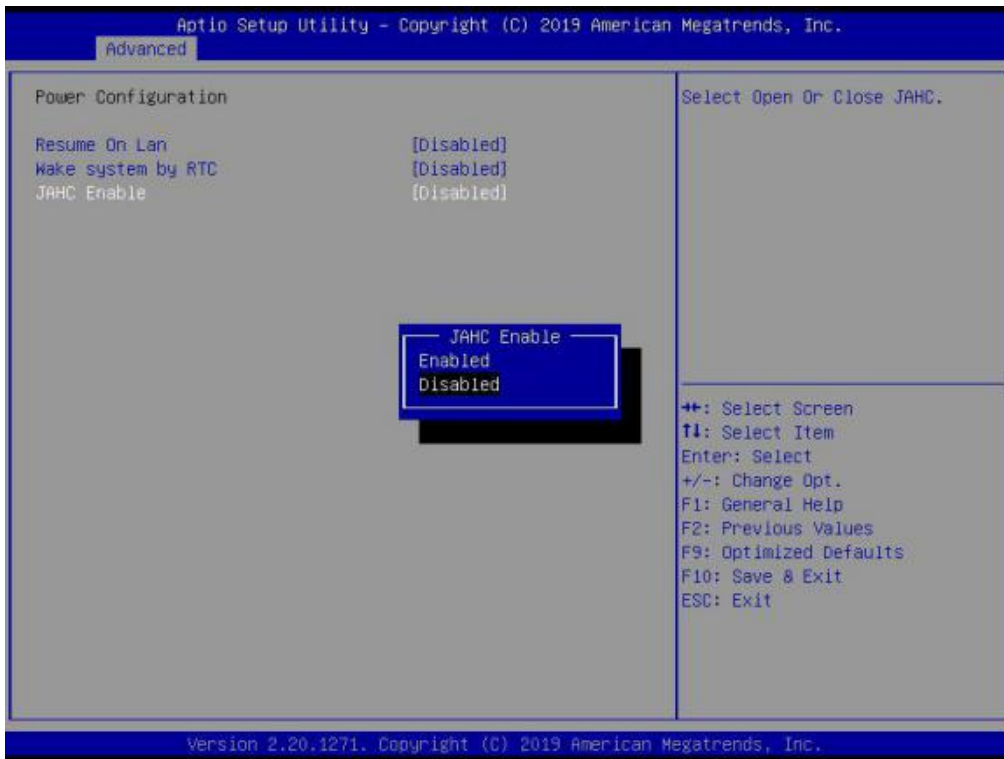 Aptio Setup Utility – Copyright (C) 2019 American Megatrends, Inc.
Advanced
Power Configuration
Resume On Lan [Disabled]
Wake system by RTC [Disabled]
JAHC Enable [Disabled]
JAHC Enable
Enabled
Disabled
Select Open Or Close JAHC.
→←: Select Screen
↑↓: Select Item
Enter: Select
+/-: Change Opt.
F1: General Help
F2: Previous Values
F9: Optimized Defaults
F10: Save & Exit
ESC: Exit
Version 2.20.1271. Copyright (C) 2019 American Megatrends, Inc.